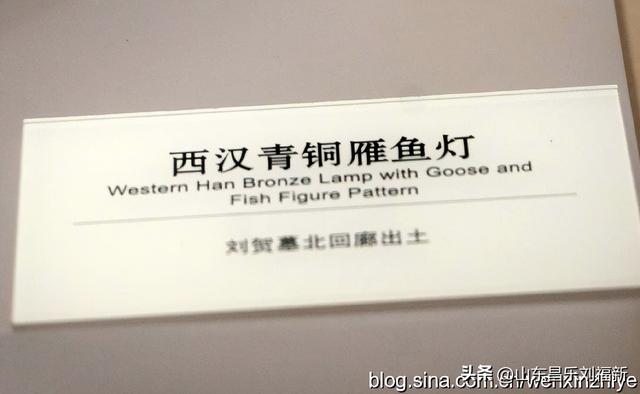 西汉青铜雁鱼灯
Western Han Bronze Lamp with Goose and
Fish Figure Pattern
刘贺墓北回廊出土
头条 @山东昌乐刘福新
blog.sina.com.cn/wenxinzhiye